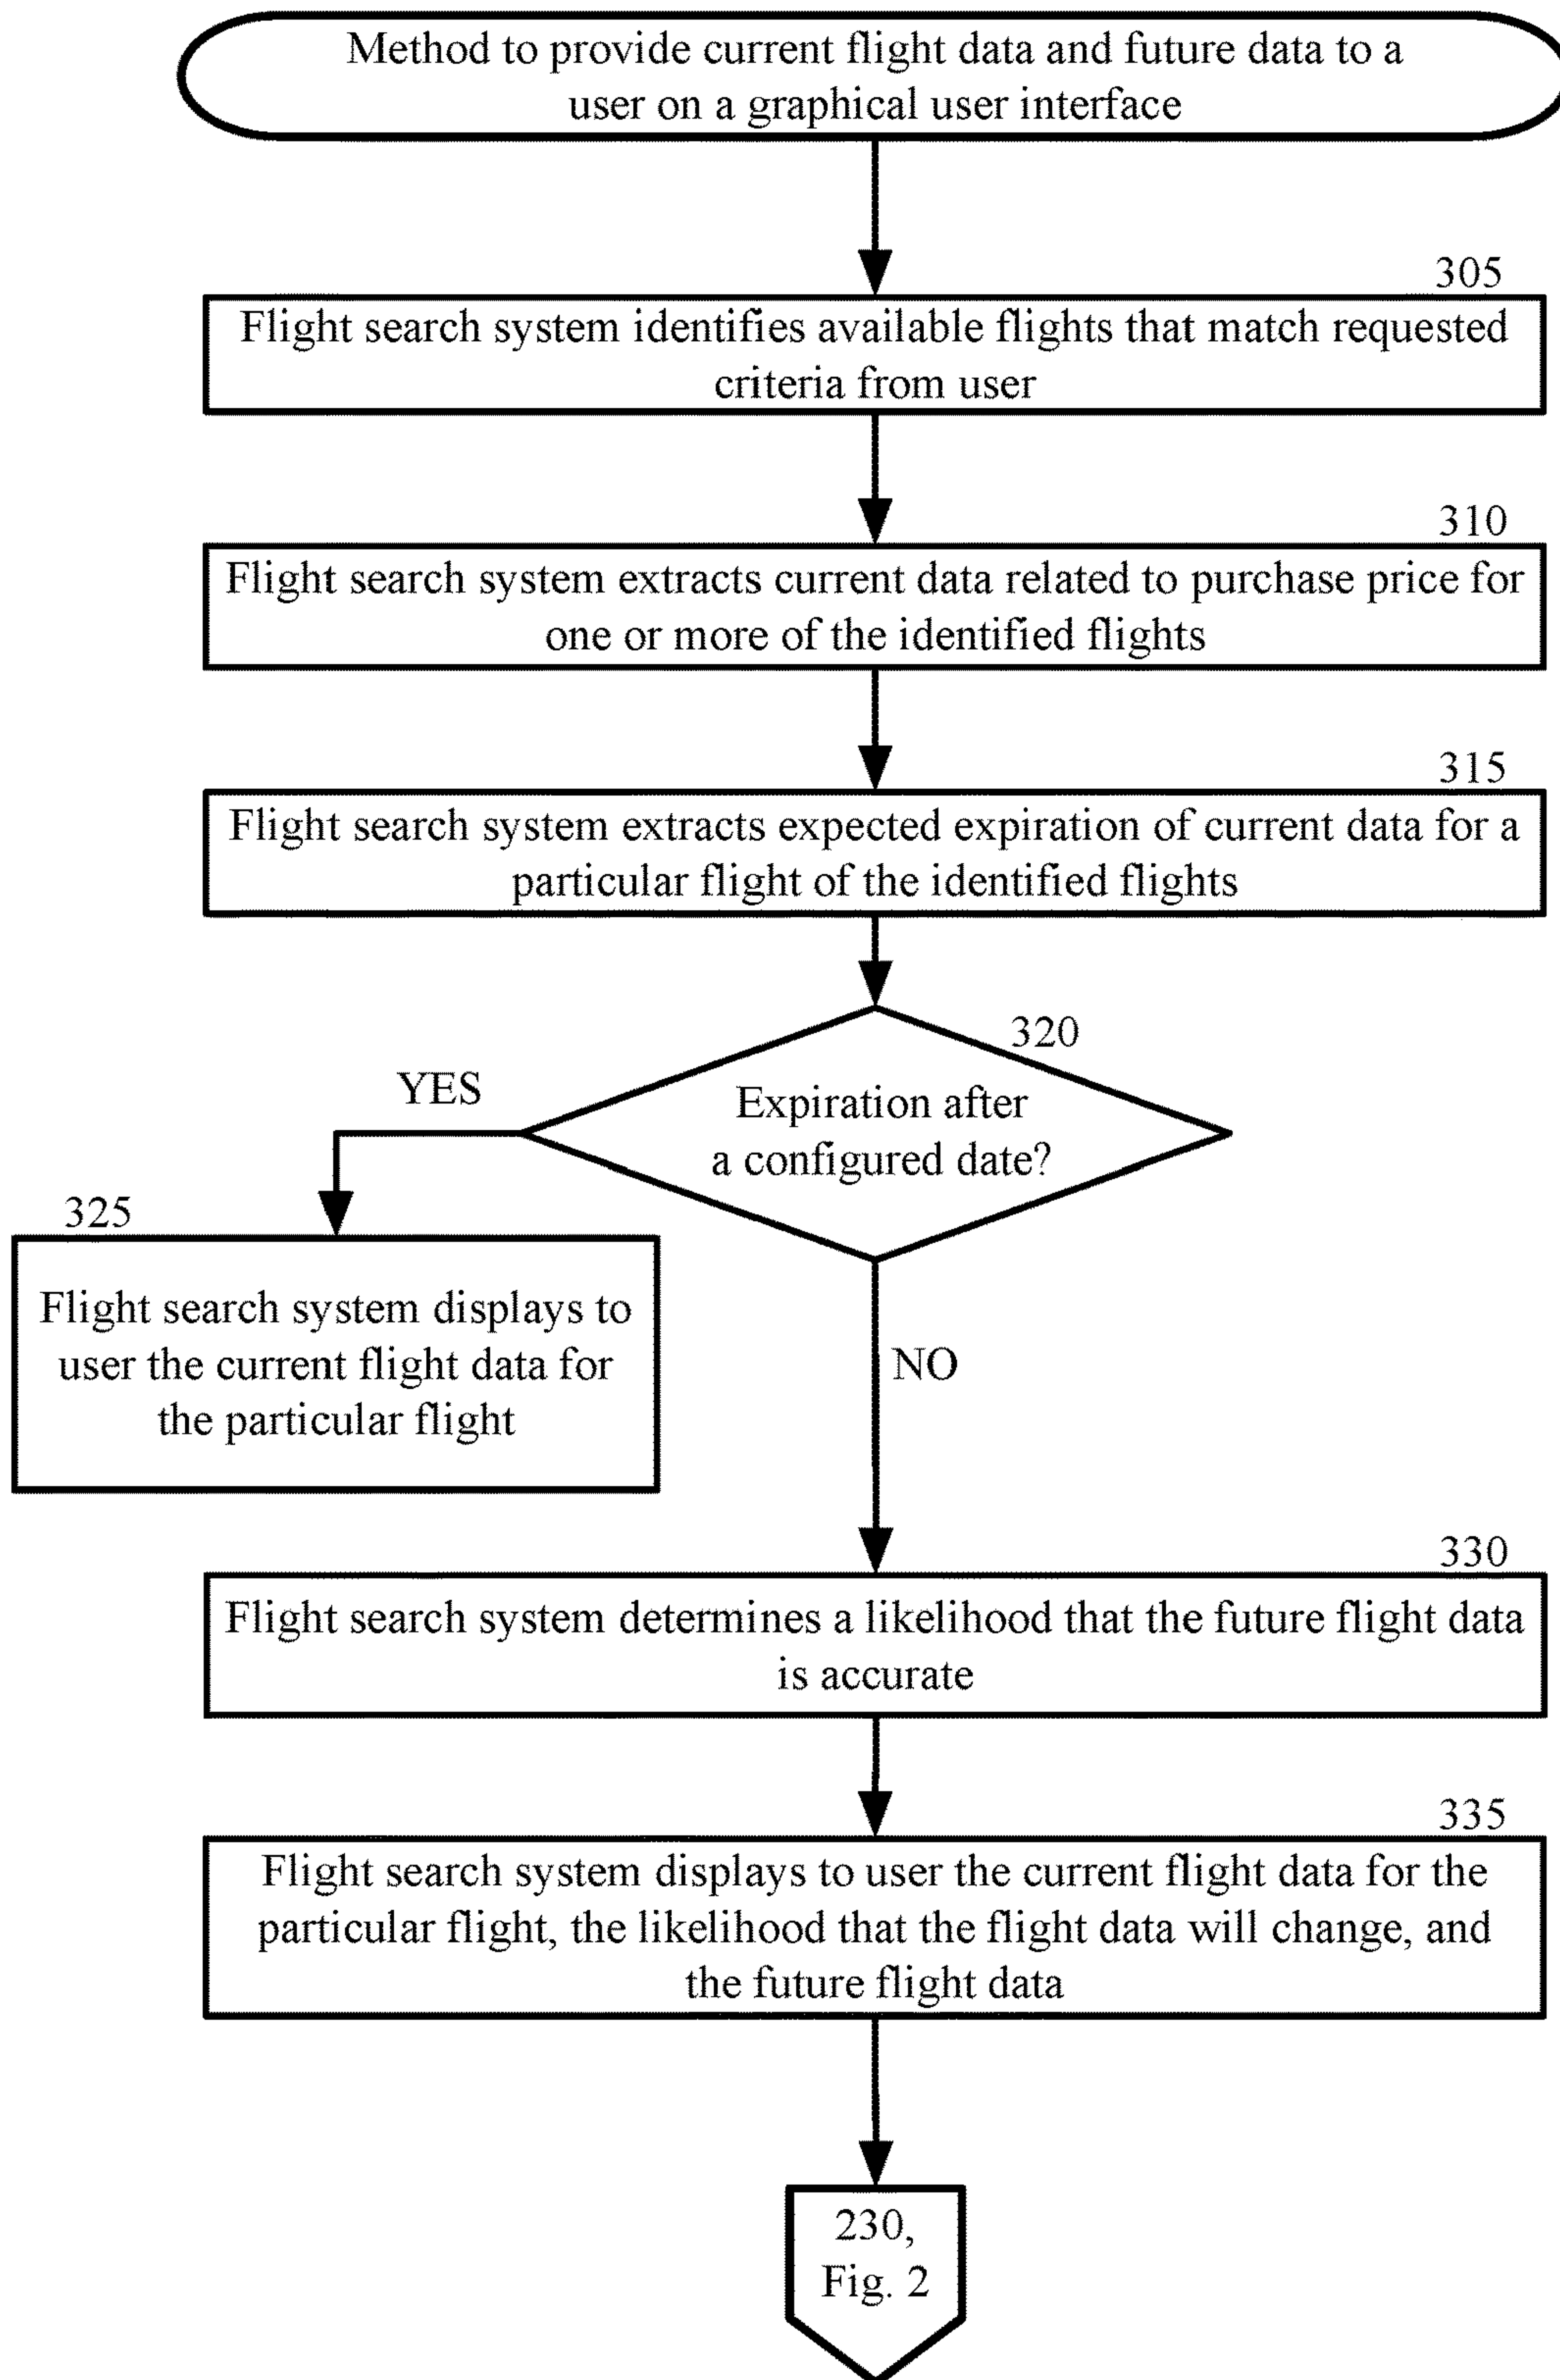 Method to provide current flight data and future data to a
user on a graphical user interface
305
Flight search system identifies available flights that match requested
criteria from user
310
Flight search system extracts current data related to purchase price for
one or more of the identified flights
315
Flight search system extracts expected expiration of current data for a
particular flight of the identified flights
320
Expiration after
a configured date?
YES
325
Flight search system displays to
user the current flight data for
the particular flight
NO
330
Flight search system determines a likelihood that the future flight data
is accurate
335
Flight search system displays to user the current flight data for the
particular flight, the likelihood that the flight data will change, and
the future flight data
230,
Fig. 2